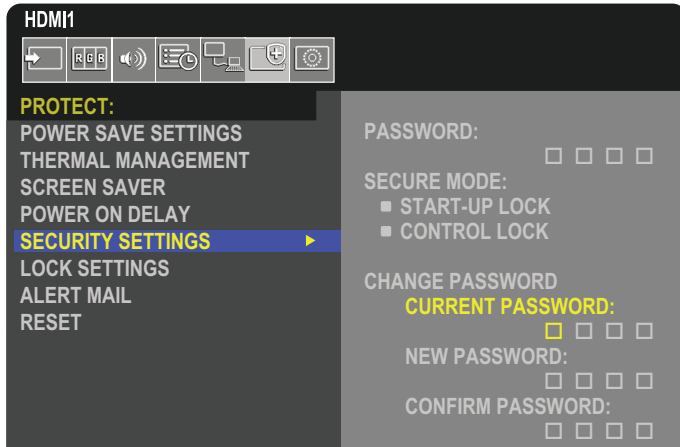 HDMI1
R G B
PROTECT:
POWER SAVE SETTINGS
THERMAL MANAGEMENT
SCREEN SAVER
POWER ON DELAY
SECURITY SETTINGS
LOCK SETTINGS
ALERT MAIL
RESET
PASSWORD:
SECURE MODE:
START-UP LOCK
CONTROL LOCK
CHANGE PASSWORD
CURRENT PASSWORD:
NEW PASSWORD:
CONFIRM PASSWORD: